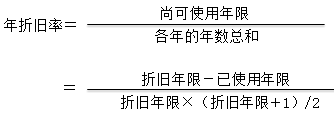 尚可使用年限
年折旧率＝
各年的年数总和
折旧年限－已使用年限
＝
折旧年限×（折旧年限+1）/2